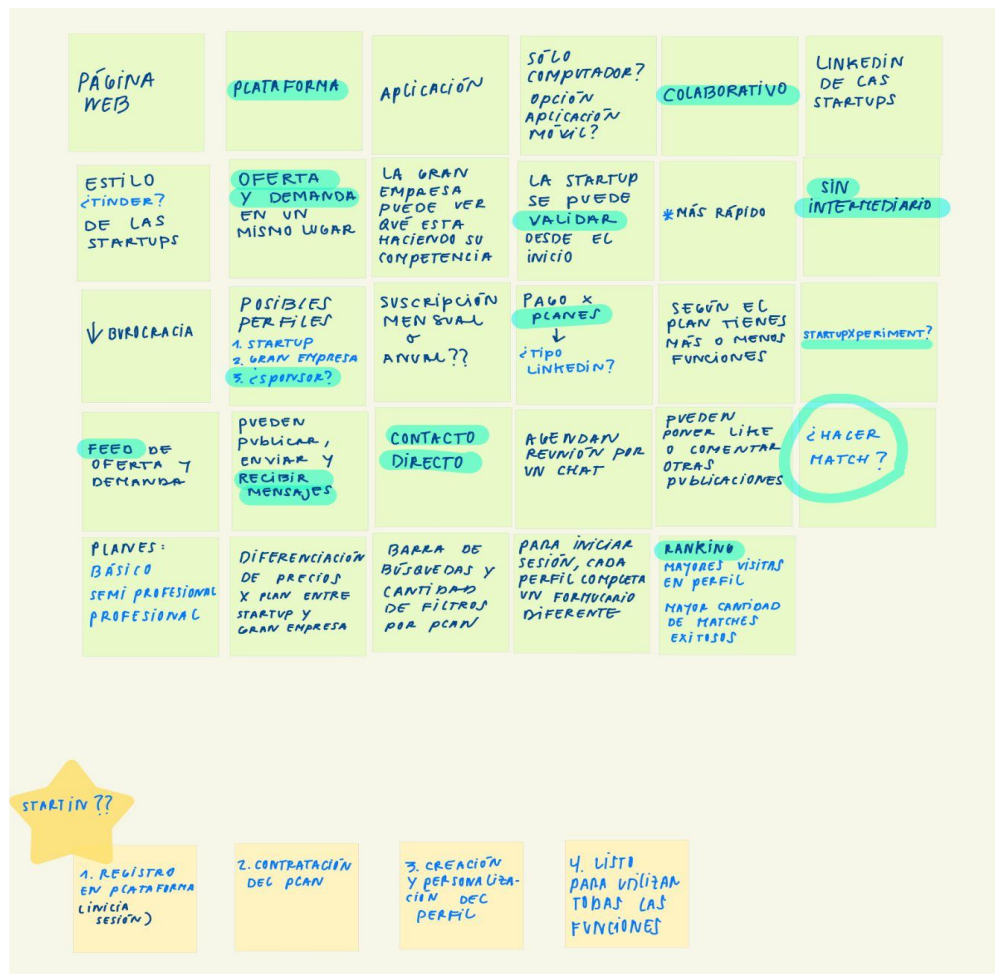 PÁGINA
WEB
PLATAFORMA
APLICACIÓN
SÓLO
COMPUTADOR?
OPCIÓN
APLICACIÓN
MÓVIL?
COLABORATIVO
LINKEDIN
DE LAS
STARTUPS
ESTILO
¿TINDER?
DE LAS
STARTUPS
OFERTA
Y DEMANDA
EN UN
MISMO LUGAR
LA GRAN
EMPRESA
PUEDE VER
QUÉ ESTA
HACIENDO SU
COMPETENCIA
LA STARTUP
SE PUEDE
VALIDAR
DESDE EL
INICIO
*MÁS RÁPIDO
SIN
INTERMEDIARIO
↓ BUROCRACIA
POSIBLES
PERFILES
1. STARTUP
2. GRAN EMPRESA
3. ¿SPONSOR?
SUSCRIPCIÓN
MENSUAL
O
ANUAL??
PAGO X
PLANES
↓
¿TIPO
LINKEDIN?
SEGÚN EL
PLAN TIENES
MÁS O MENOS
FUNCIONES
STARTUPXPERIMENT?
FEED DE
OFERTA Y
DEMANDA
PUEDEN
PUBLICAR,
ENVIAR Y
RECIBIR
MENSAJES
CONTACTO
DIRECTO
AGENDAN
REUNIÓN POR
UN CHAT
PUEDEN
PONER LIKE
O COMENTAR
OTRAS
PUBLICACIONES
¿HACER
MATCH?
PLANES:
BÁSICO
SEMI PROFESIONAL
PROFESIONAL
DIFERENCIACIÓN
DE PRECIOS
X PLAN ENTRE
STARTUP Y
GRAN EMPRESA
BARRA DE
BÚSQUEDAS Y
CANTIDAD
DE FILTROS
POR PLAN
PARA INICIAR
SESIÓN, CADA
PERFIL COMPLETA
UN FORMULARIO
DIFERENTE
RANKING
MAYORES VISITAS
EN PERFIL
MAYOR CANTIDAD
DE MATCHES
EXITOSOS
STARTIN??
1. REGISTRO
EN PLATAFORMA
(INICIA
SESIÓN)
2. CONTRATACIÓN
DEL PLAN
3. CREACIÓN
Y PERSONALIZA-
CIÓN DEL
PERFIL
4. LISTO
PARA UTILIZAR
TODAS LAS
FUNCIONES